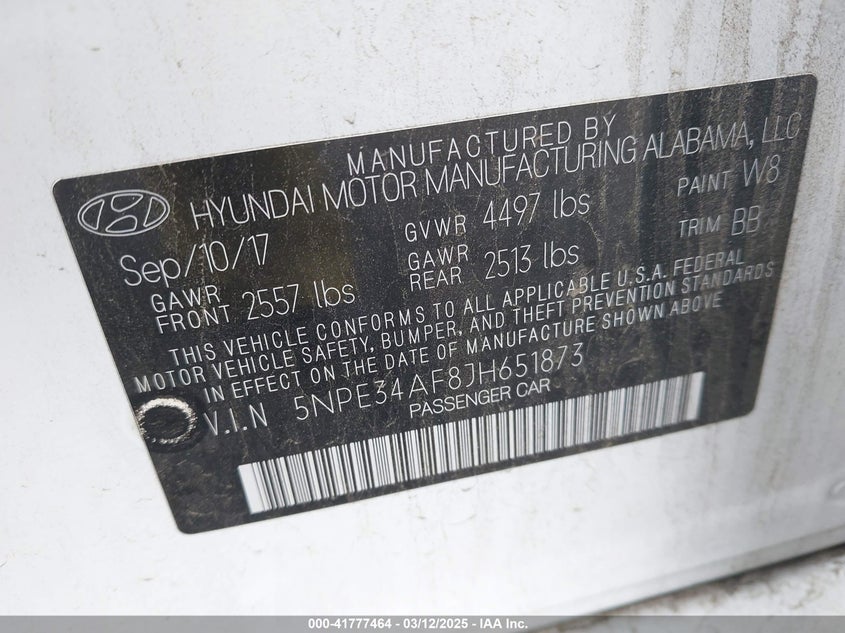 MANUFACTURED BY
HYUNDAI MOTOR MANUFACTURING ALABAMA, LLC
Sep/10/17 GVWR 4497 lbs PAINT W8
GAWR FRONT 2557 lbs GAWR REAR 2513 lbs TRIM BB
THIS VEHICLE CONFORMS TO ALL APPLICABLE U.S.A. FEDERAL
MOTOR VEHICLE SAFETY, BUMPER, AND THEFT PREVENTION STANDARDS
IN EFFECT ON THE DATE OF MANUFACTURE SHOWN ABOVE
V.I.N 5NPE34AF8JH651873
PASSENGER CAR
000-41777464 - 03/12/2025 - IAA Inc.